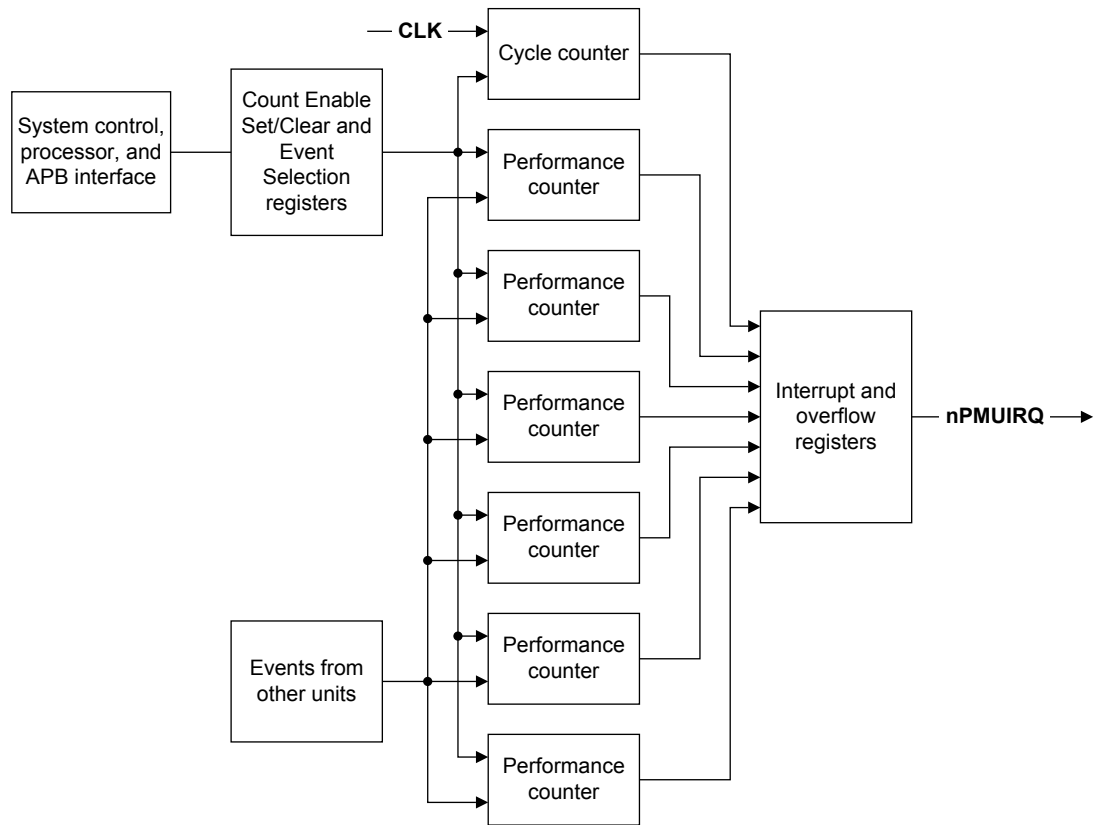 CLK
Cycle counter
System control,
processor, and
APB interface
Count Enable
Set/Clear and
Event
Selection
registers
Performance
counter
Performance
counter
Performance
counter
Performance
counter
Performance
counter
Performance
counter
Events from
other units
Interrupt and
overflow
registers
nPMUIRQ